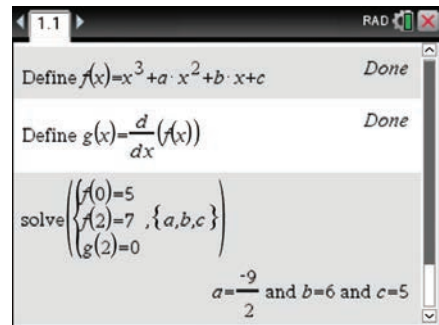 1.1 RAD
Define f(x)=x^3+a·x^2+b·x+c Done
Define g(x)=d/dx(f(x)) Done
solve({f(0)=5
f(2)=7 ,{a,b,c}
g(2)=0)
a=-9/2 and b=6 and c=5